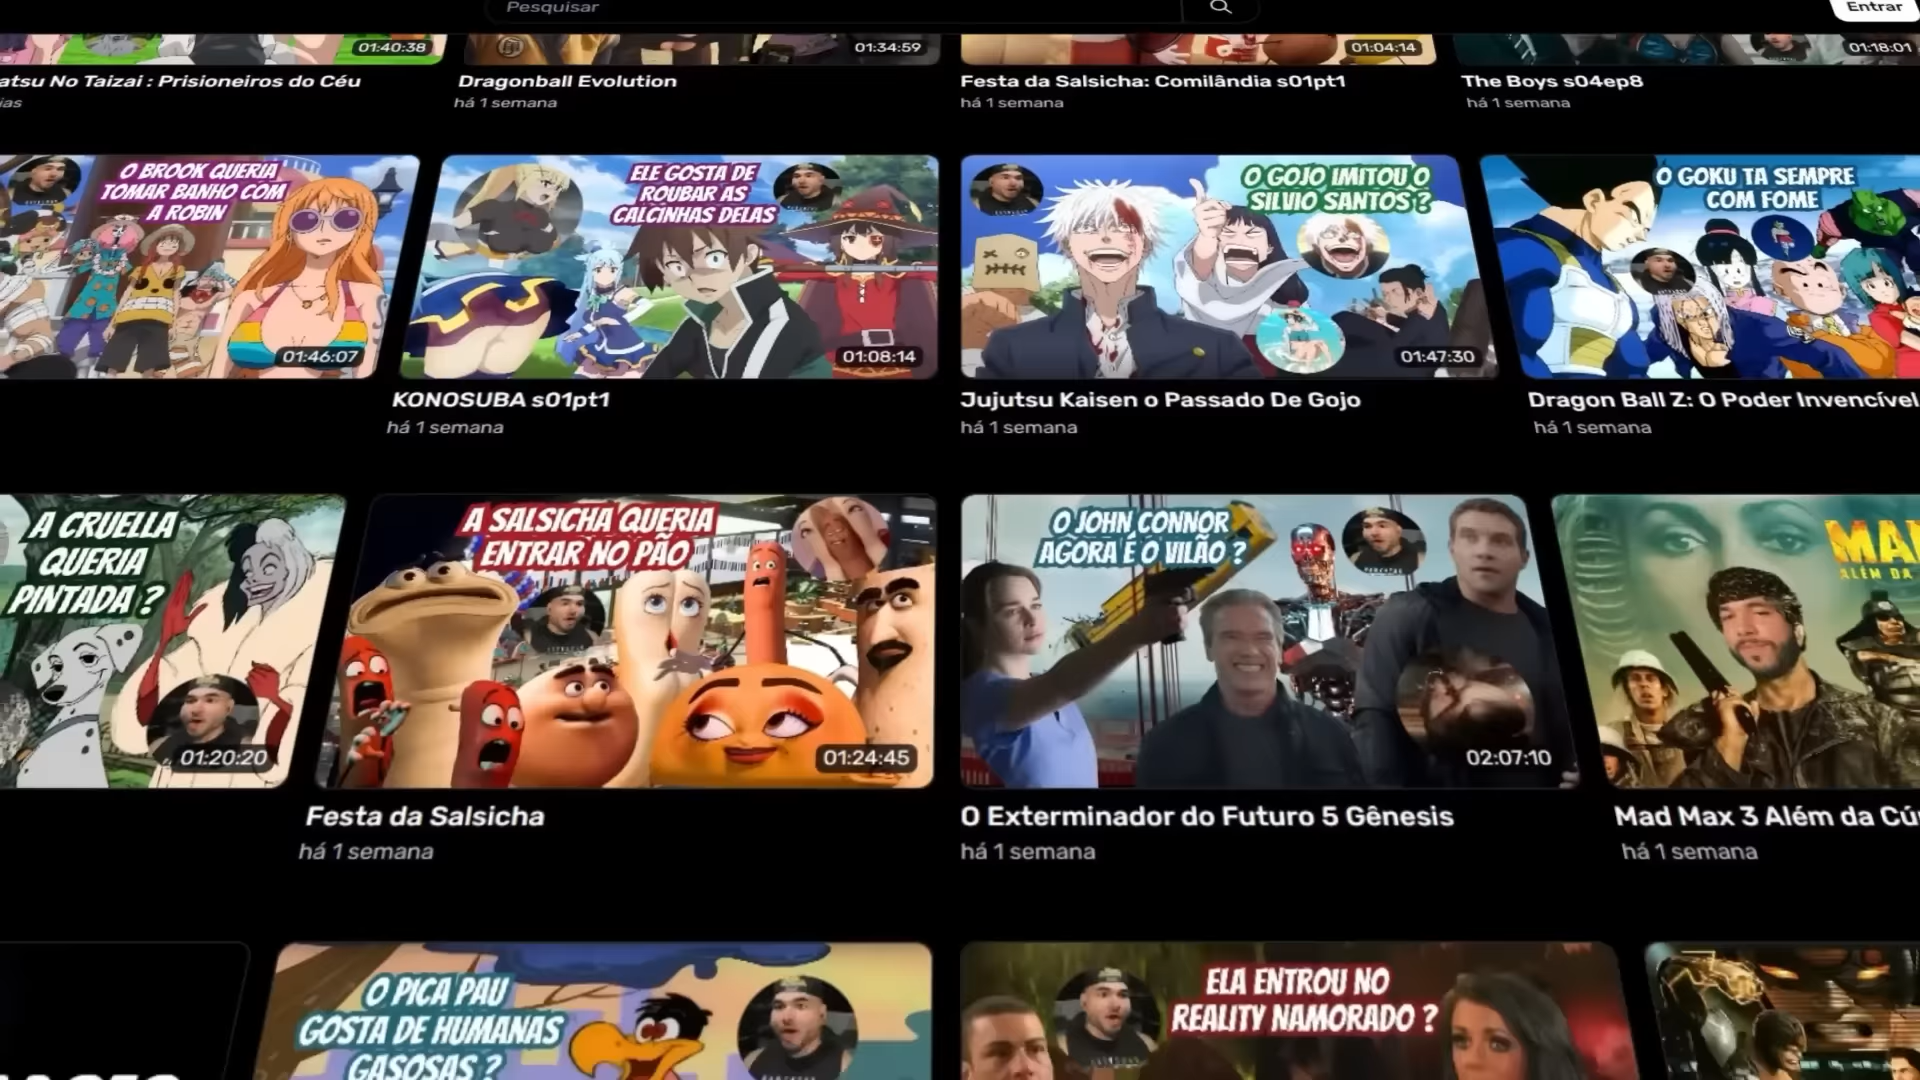 Pesquisar
Entrar
01:40:38
01:34:59
01:04:14
01:18:01
atsu No Taizai : Prisioneiros do Céu
Dragonball Evolution
Festa da Salsicha: Comilândia s01pt1
The Boys s04ep8
ias
há 1 semana
há 1 semana
há 1 semana
O BROOK QUERIA
TOMAR BANHO COM
A ROBIN
01:46:07
ELE GOSTA DE
ROUBAR AS
CALCINHAS DELAS
01:08:14
O GOJO IMITOU O
SILVIO SANTOS ?
01:47:30
O GOKU TA SEMPRE
COM FOME
KONOSUBA s01pt1
Jujutsu Kaisen o Passado De Gojo
Dragon Ball Z: O Poder Invencível
há 1 semana
há 1 semana
há 1 semana
A CRUELLA
QUERIA
PINTADA ?
01:20:20
A SALSICHA QUERIA
ENTRAR NO PÃO
01:24:45
O JOHN CONNOR
AGORA É O VILÃO ?
02:07:10
MA
ALÉM DA
Festa da Salsicha
O Exterminador do Futuro 5 Gênesis
Mad Max 3 Além da Cú
há 1 semana
há 1 semana
há 1 semana
O PICA PAU
GOSTA DE HUMANAS
GASOSAS ?
ELA ENTROU NO
REALITY NAMORADO ?